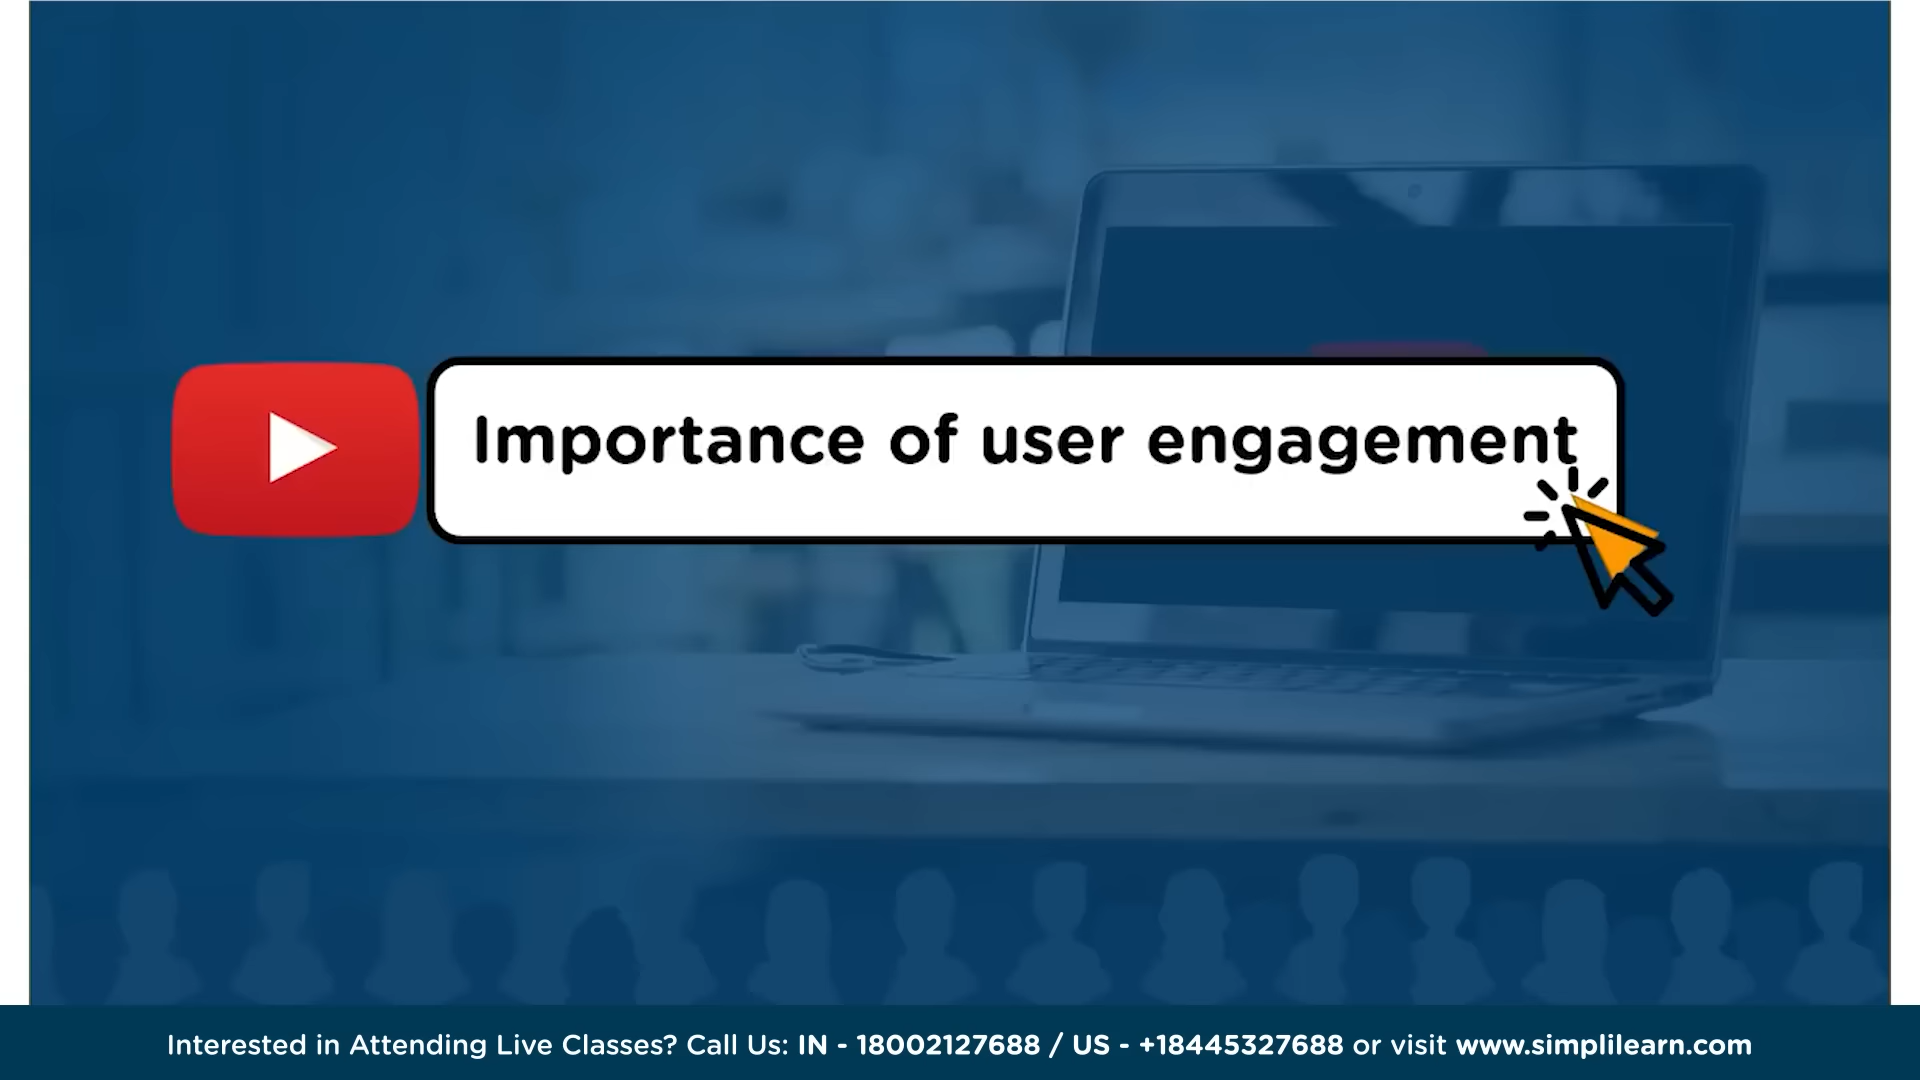 Importance of user engagement
Interested in Attending Live Classes? Call Us: IN - 18002127688 / US - +18445327688 or visit www.simplilearn.com